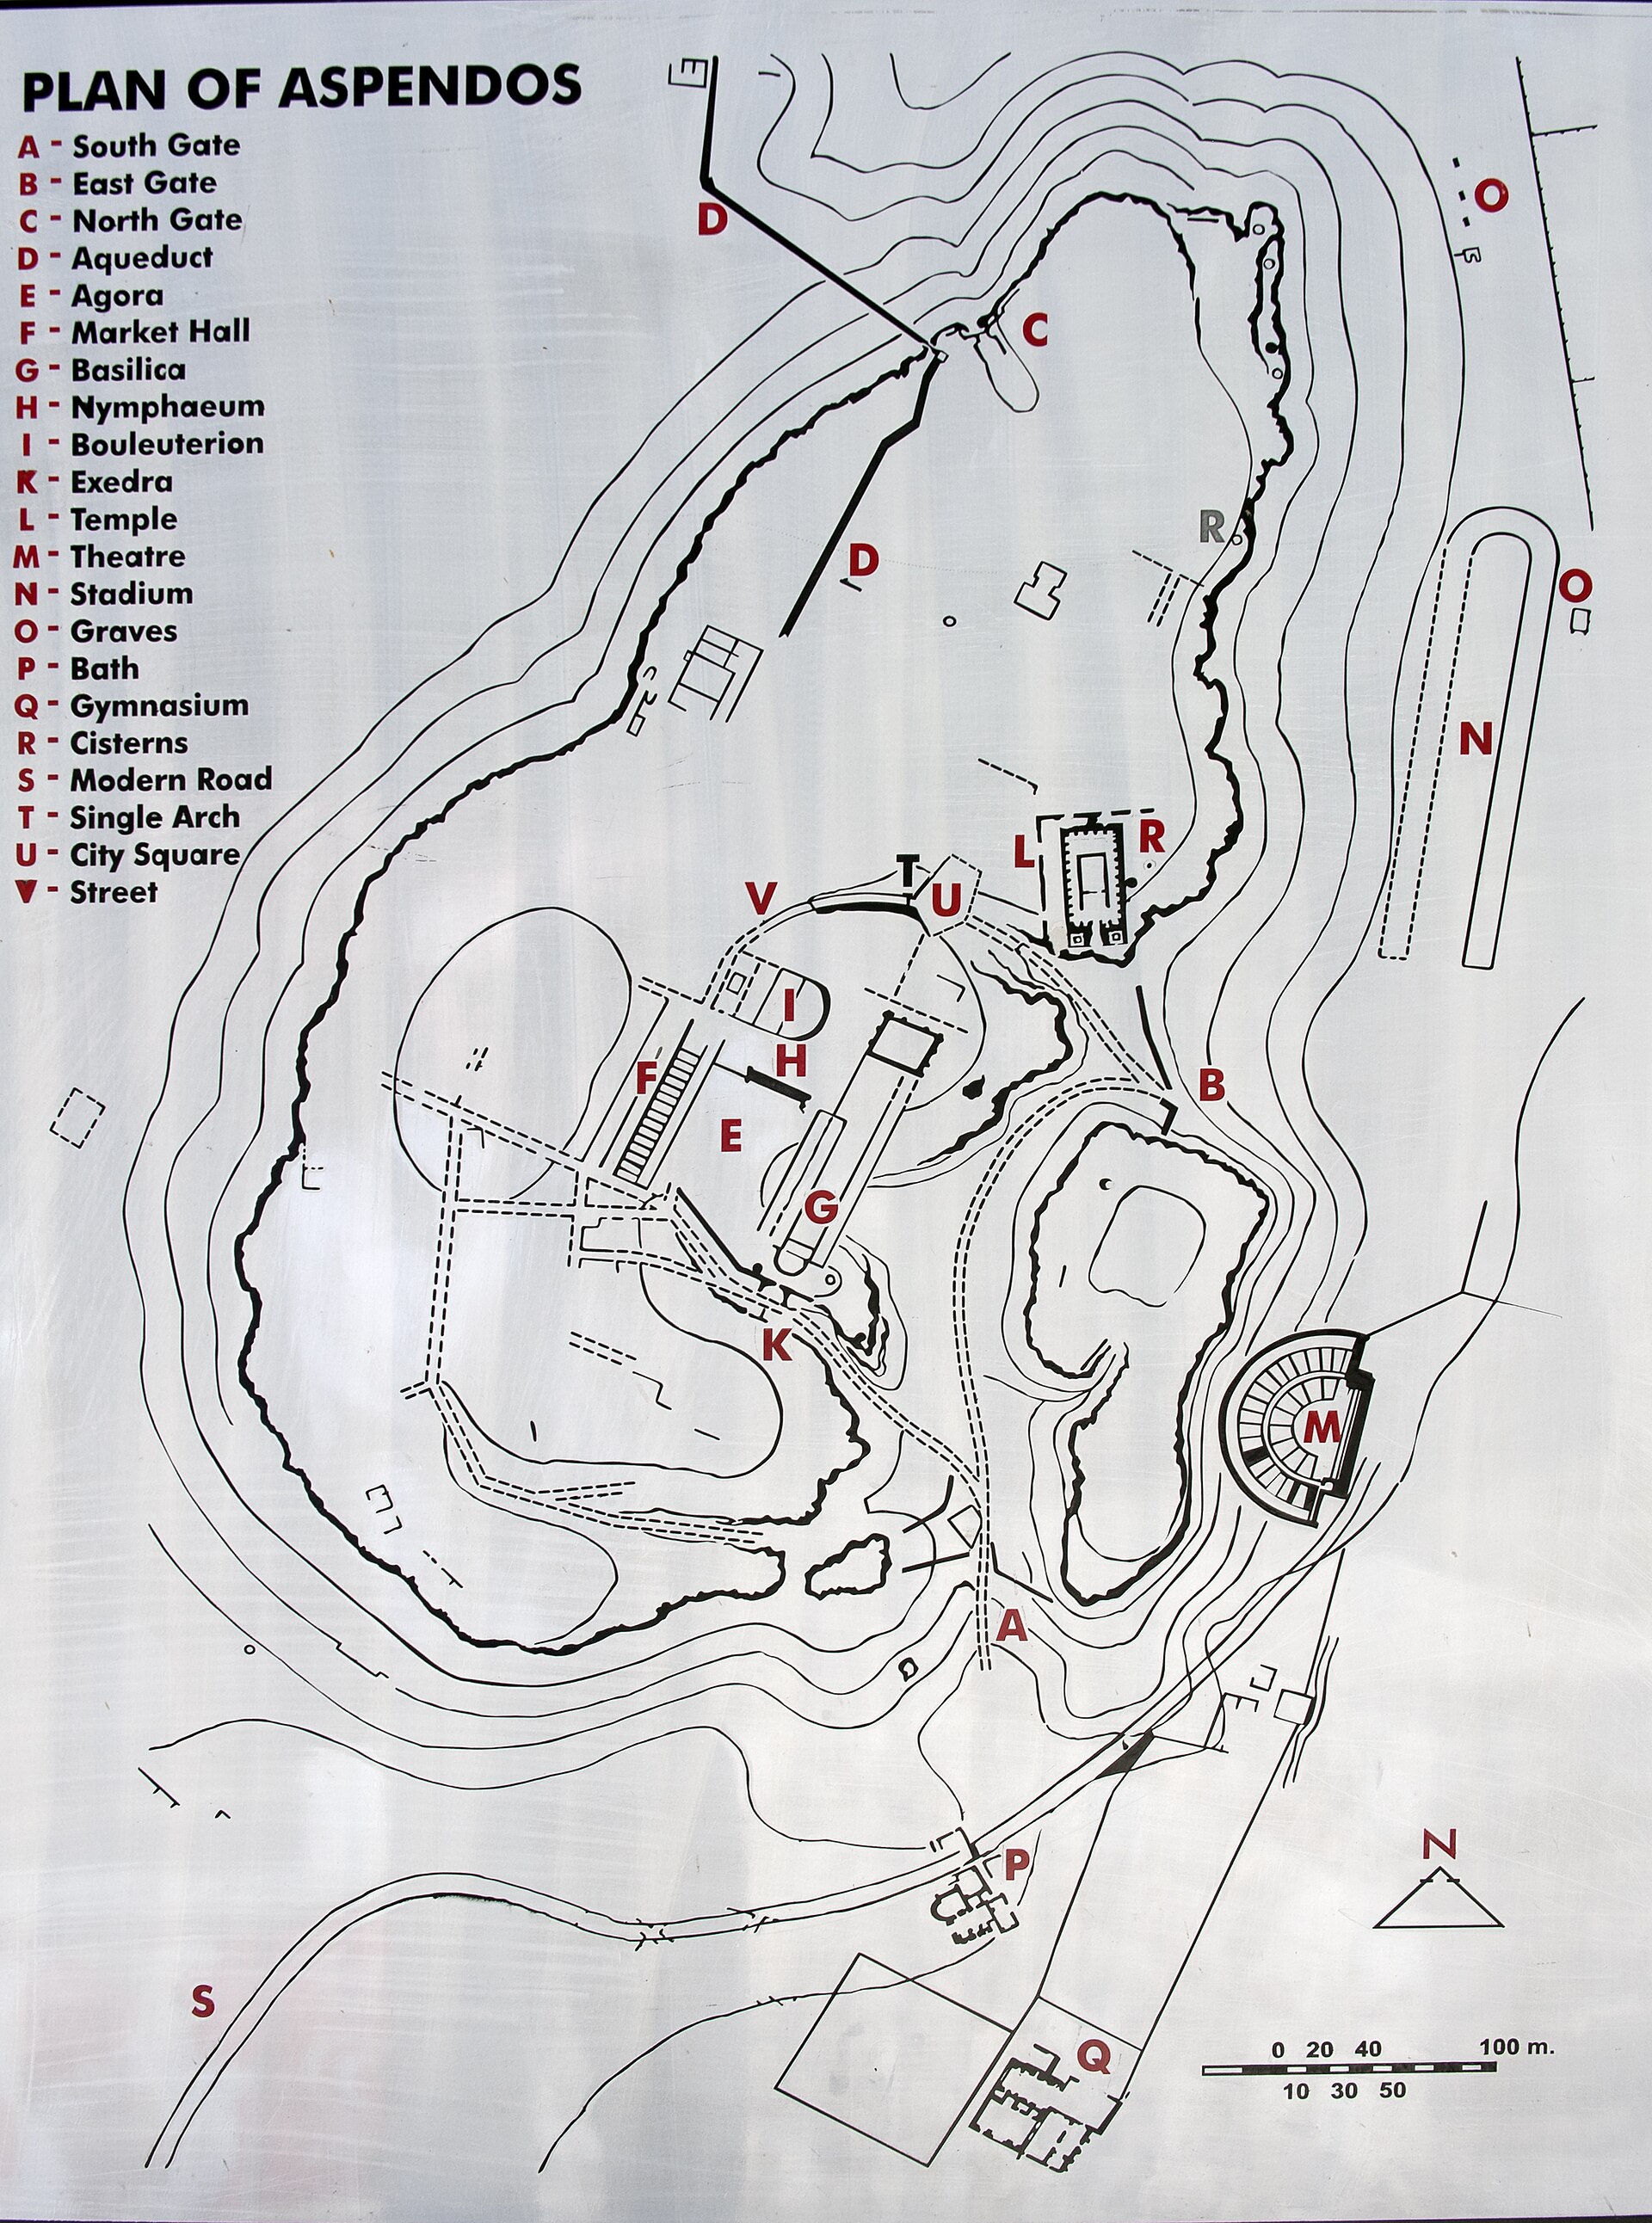 PLAN OF ASPENDOS
A - South Gate
B - East Gate
C - North Gate
D - Aqueduct
E - Agora
F - Market Hall
G - Basilica
H - Nymphaeum
I - Bouleuterion
K - Exedra
L - Temple
M - Theatre
N - Stadium
O - Graves
P - Bath
Q - Gymnasium
R - Cisterns
S - Modern Road
T - Single Arch
U - City Square
V - Street
D
O
C
R
D
O
N
L
R
T
U
V
I
H
F
B
E
G
K
M
A
N
P
S
Q
0 20 40 100 m.
10 30 50